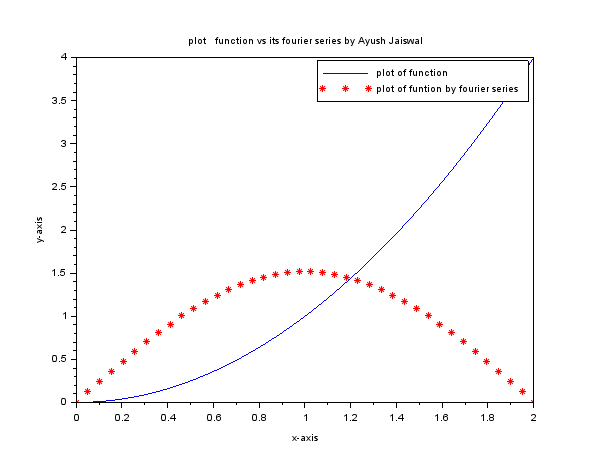 plot function vs its fourier series by Ayush Jaiswal
plot of function
plot of funtion by fourier series
4
3.5
3
2.5
2
1.5
1
0.5
0
y-axis
0 0.2 0.4 0.6 0.8 1 1.2 1.4 1.6 1.8 2
x-axis